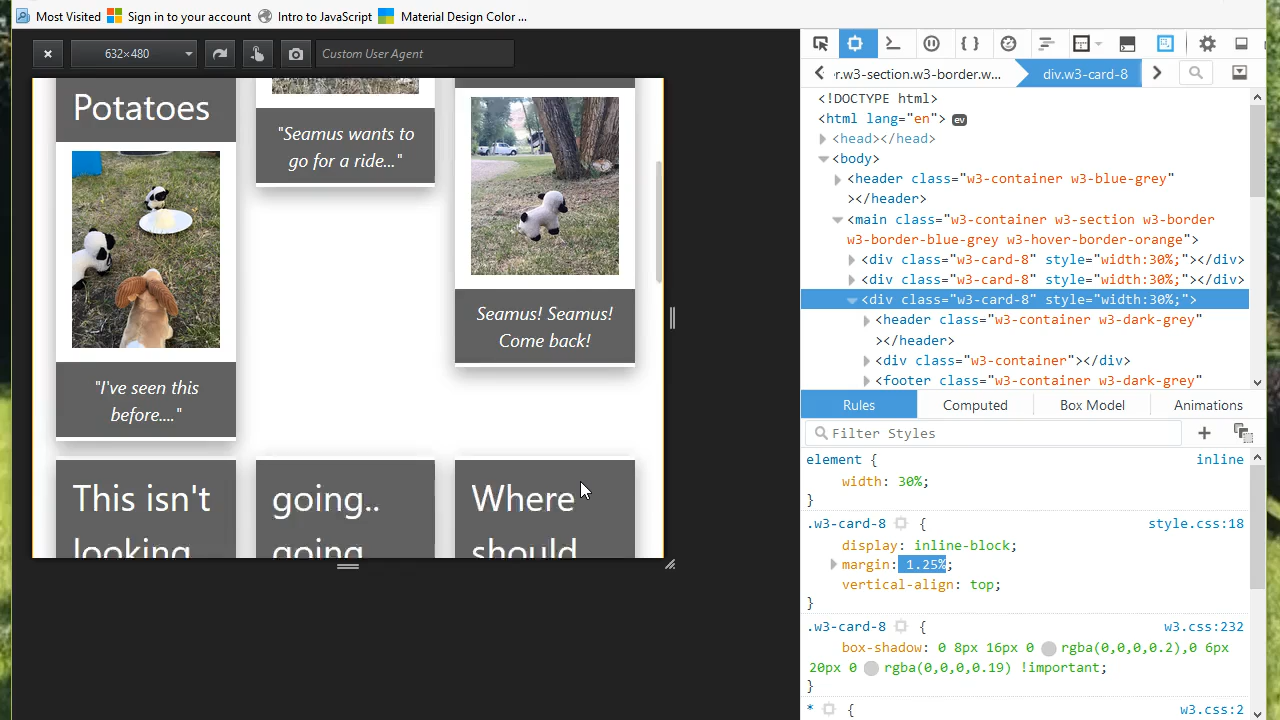 Most Visited Sign in to your account Intro to JavaScript Material Design Color ...
632×480 Custom User Agent
Potatoes
"Seamus wants to
go for a ride..."
"I've seen this
before...."
Seamus! Seamus!
Come back!
This isn't
looking
going..
going
Where
should
er.w3-section.w3-border.w... div.w3-card-8
<!DOCTYPE html>
<html lang="en"> ev
<head></head>
<body>
<header class="w3-container w3-blue-grey"
></header>
<main class="w3-container w3-section w3-border
w3-border-blue-grey w3-hover-border-orange">
<div class="w3-card-8" style="width:30%;"></div>
<div class="w3-card-8" style="width:30%;"></div>
<div class="w3-card-8" style="width:30%;">
<header class="w3-container w3-dark-grey"
></header>
<div class="w3-container"></div>
<footer class="w3-container w3-dark-grey"
Rules Computed Box Model Animations
Filter Styles
element { inline
width: 30%;
}
.w3-card-8 { style.css:18
display: inline-block;
margin: 1.25%;
vertical-align: top;
}
.w3-card-8 { w3.css:232
box-shadow: 0 8px 16px 0 rgba(0,0,0,0.2),0 6px
20px 0 rgba(0,0,0,0.19) !important;
}
* { w3.css:2